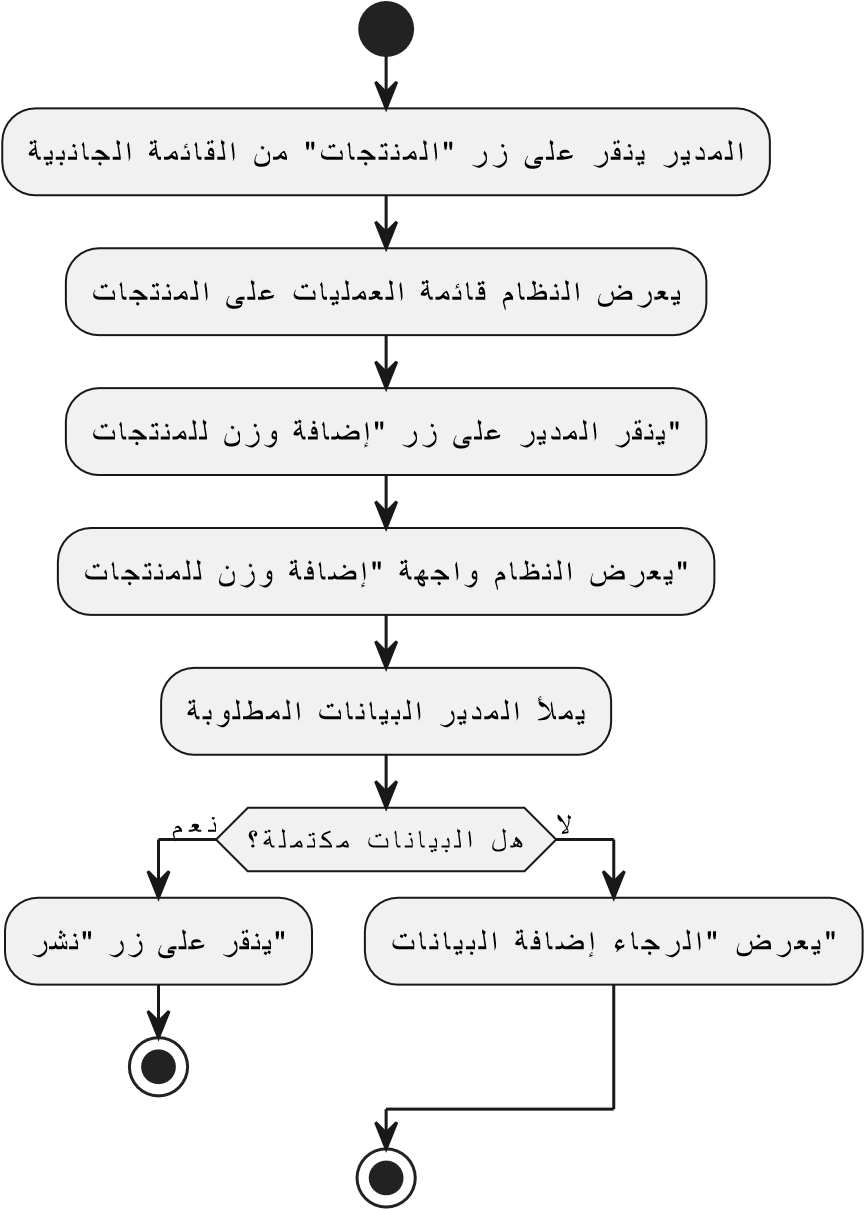 المدير ينقر على زر "المنتجات" من القائمة الجانبية
يعرض النظام قائمة العمليات على المنتجات
ينقر المدير على زر "إضافة وزن للمنتجات"
يعرض النظام واجهة "إضافة وزن للمنتجات"
يملأ المدير البيانات المطلوبة
هل البيانات مكتملة؟
نعم
لا
ينقر على زر "نشر"
يعرض "الرجاء إضافة البيانات"